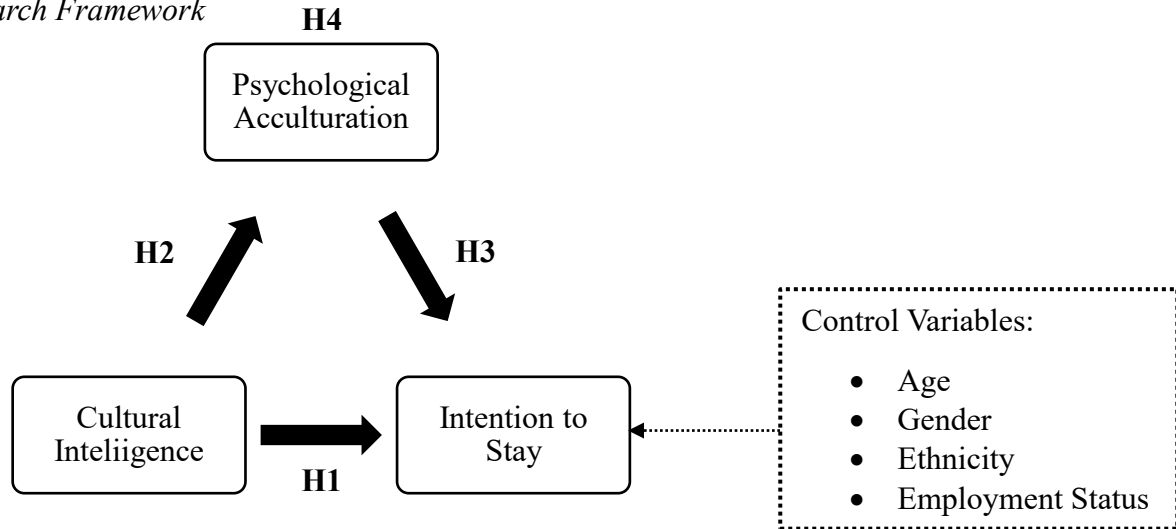 arch Framework
H4
Psychological
Acculturation
H2
H3
Cultural
Inteliigence
H1
Intention to
Stay
Control Variables:
• Age
• Gender
• Ethnicity
• Employment Status